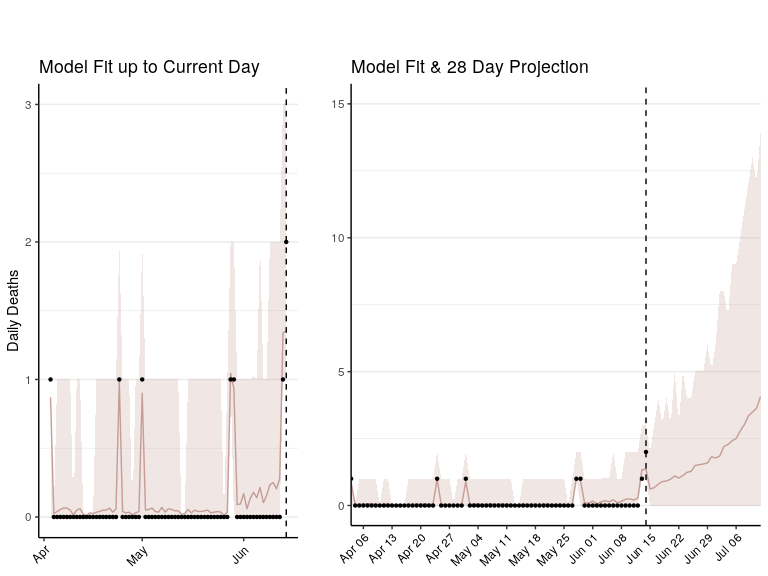 Model Fit up to Current Day
Daily Deaths
3
2
1
0
Apr
May
Jun
Model Fit & 28 Day Projection
15
10
5
0
Apr 06
Apr 13
Apr 20
Apr 27
May 04
May 11
May 18
May 25
Jun 01
Jun 08
Jun 15
Jun 22
Jun 29
Jul 06